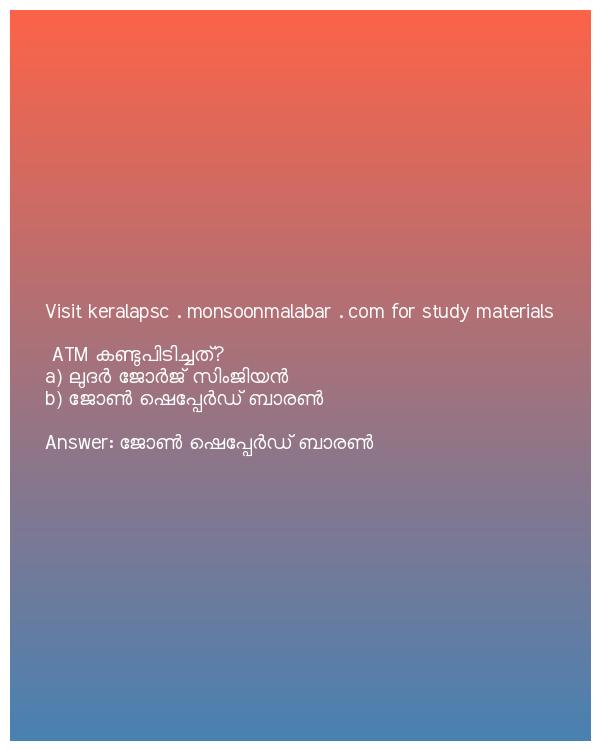 Visit keralapsc . monsoonmalabar . com for study materials
ATM കണ്ടുപിടിച്ചത്?
a) ലൂദർ ജോർജ് സിംജിയൻ
b) ജോൺ ഷെപ്പേർഡ് ബാരൺ
Answer: ജോൺ ഷെപ്പേർഡ് ബാരൺ